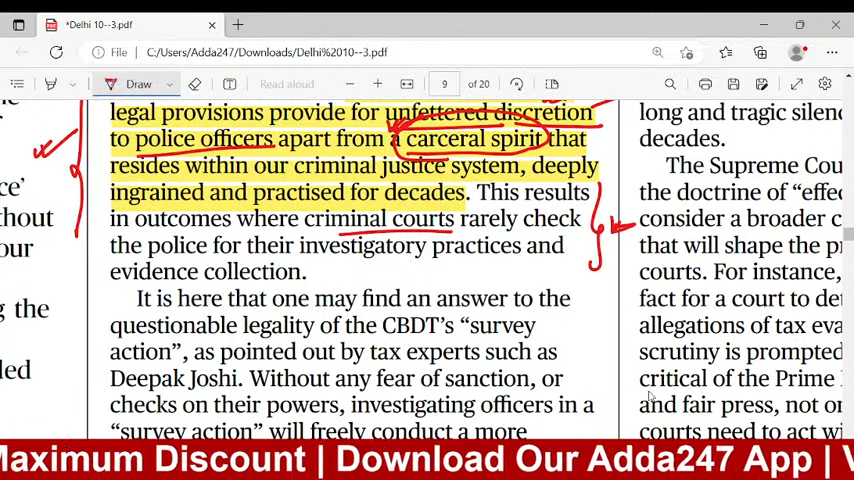 *Delhi 10--3.pdf
File
C:/Users/Adda247/Downloads/Delhi%2010--3.pdf
Draw
Read aloud
9 of 20
legal provisions provide for unfettered discretion
to police officers apart from a carceral spirit that
resides within our criminal justice system, deeply
ingrained and practised for decades. This results
in outcomes where criminal courts rarely check
the police for their investigatory practices and
evidence collection.
It is here that one may find an answer to the
questionable legality of the CBDT's “survey
action”, as pointed out by tax experts such as
Deepak Joshi. Without any fear of sanction, or
checks on their powers, investigating officers in a
“survey action” will freely conduct a more
ce’
thout
our
g the
led
long and tragic silen
decades.
The Supreme Cou
the doctrine of “effec
consider a broader c
that will shape the pr
courts. For instance,
fact for a court to det
allegations of tax eva
scrutiny is prompted
critical of the Prime
and fair press, not on
courts need to act wi
Maximum Discount | Download Our Adda247 App | V